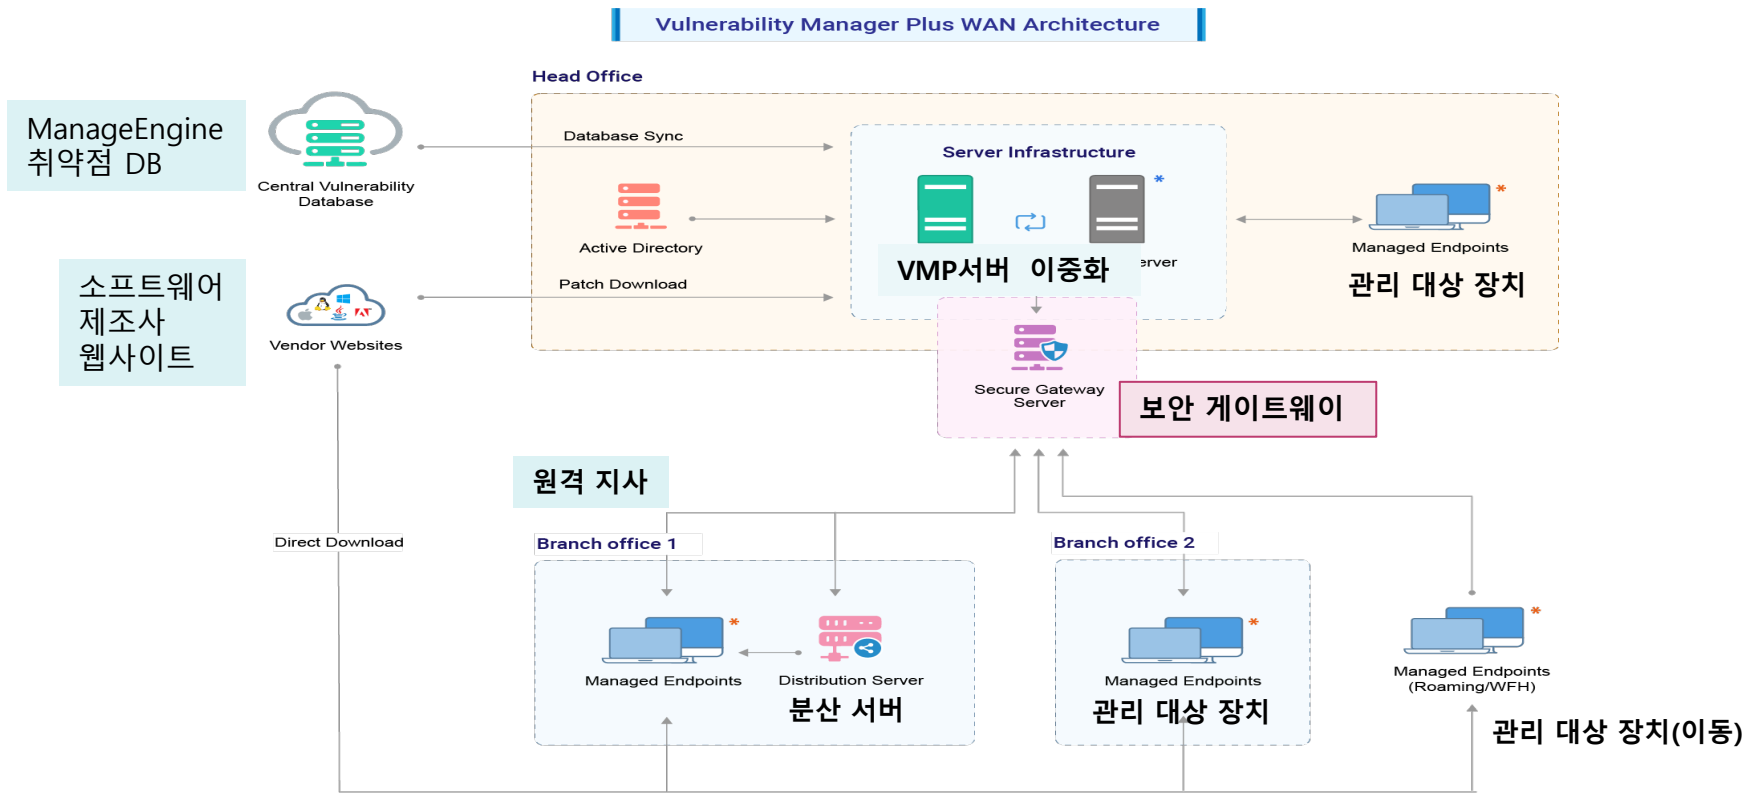 Vulnerability Manager Plus WAN Architecture
Head Office
ManageEngine
취약점 DB
Central Vulnerability
Database
Database Sync
Server Infrastructure
Active Directory
Managed Endpoints
관리 대상 장치
소프트웨어
제조사
웹사이트
Vendor Websites
Patch Download
VMP서버 이중화
erver
Secure Gateway
Server
보안 게이트웨이
원격 지사
Direct Download
Branch office 1
Managed Endpoints
Distribution Server
분산 서버
Branch office 2
Managed Endpoints
관리 대상 장치
Managed Endpoints
(Roaming/WFH)
관리 대상 장치(이동)